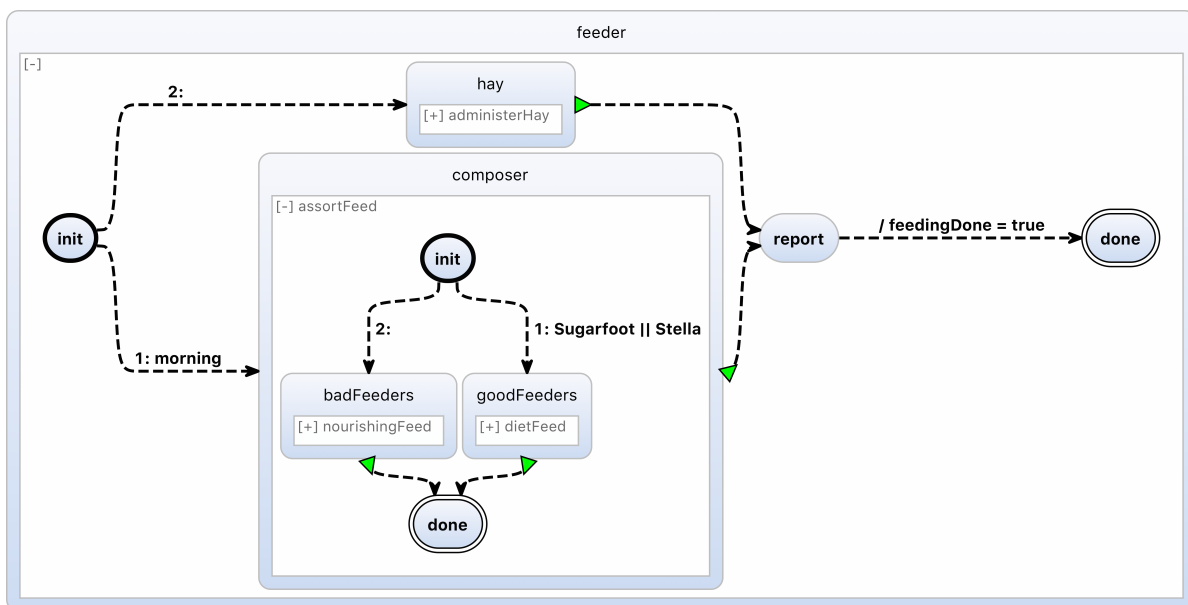 feeder
[-]
2:
hay
[+] administerHay
composer
[-] assortFeed
init
init
report
/ feedingDone = true
done
2:
1: Sugarfoot || Stella
1: morning
badFeeders
goodFeeders
[+] nourishingFeed
[+] dietFeed
done